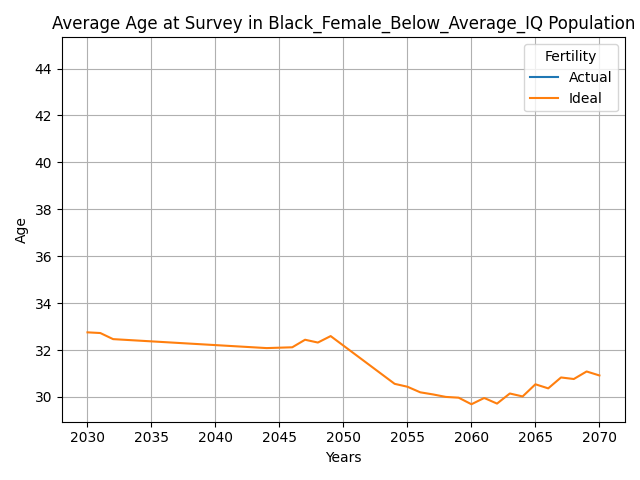 Average Age at Survey in Black_Female_Below_Average_IQ Population
Fertility
Actual
Ideal
44
42
40
38
36
34
32
30
Age
2030 2035 2040 2045 2050 2055 2060 2065 2070
Years